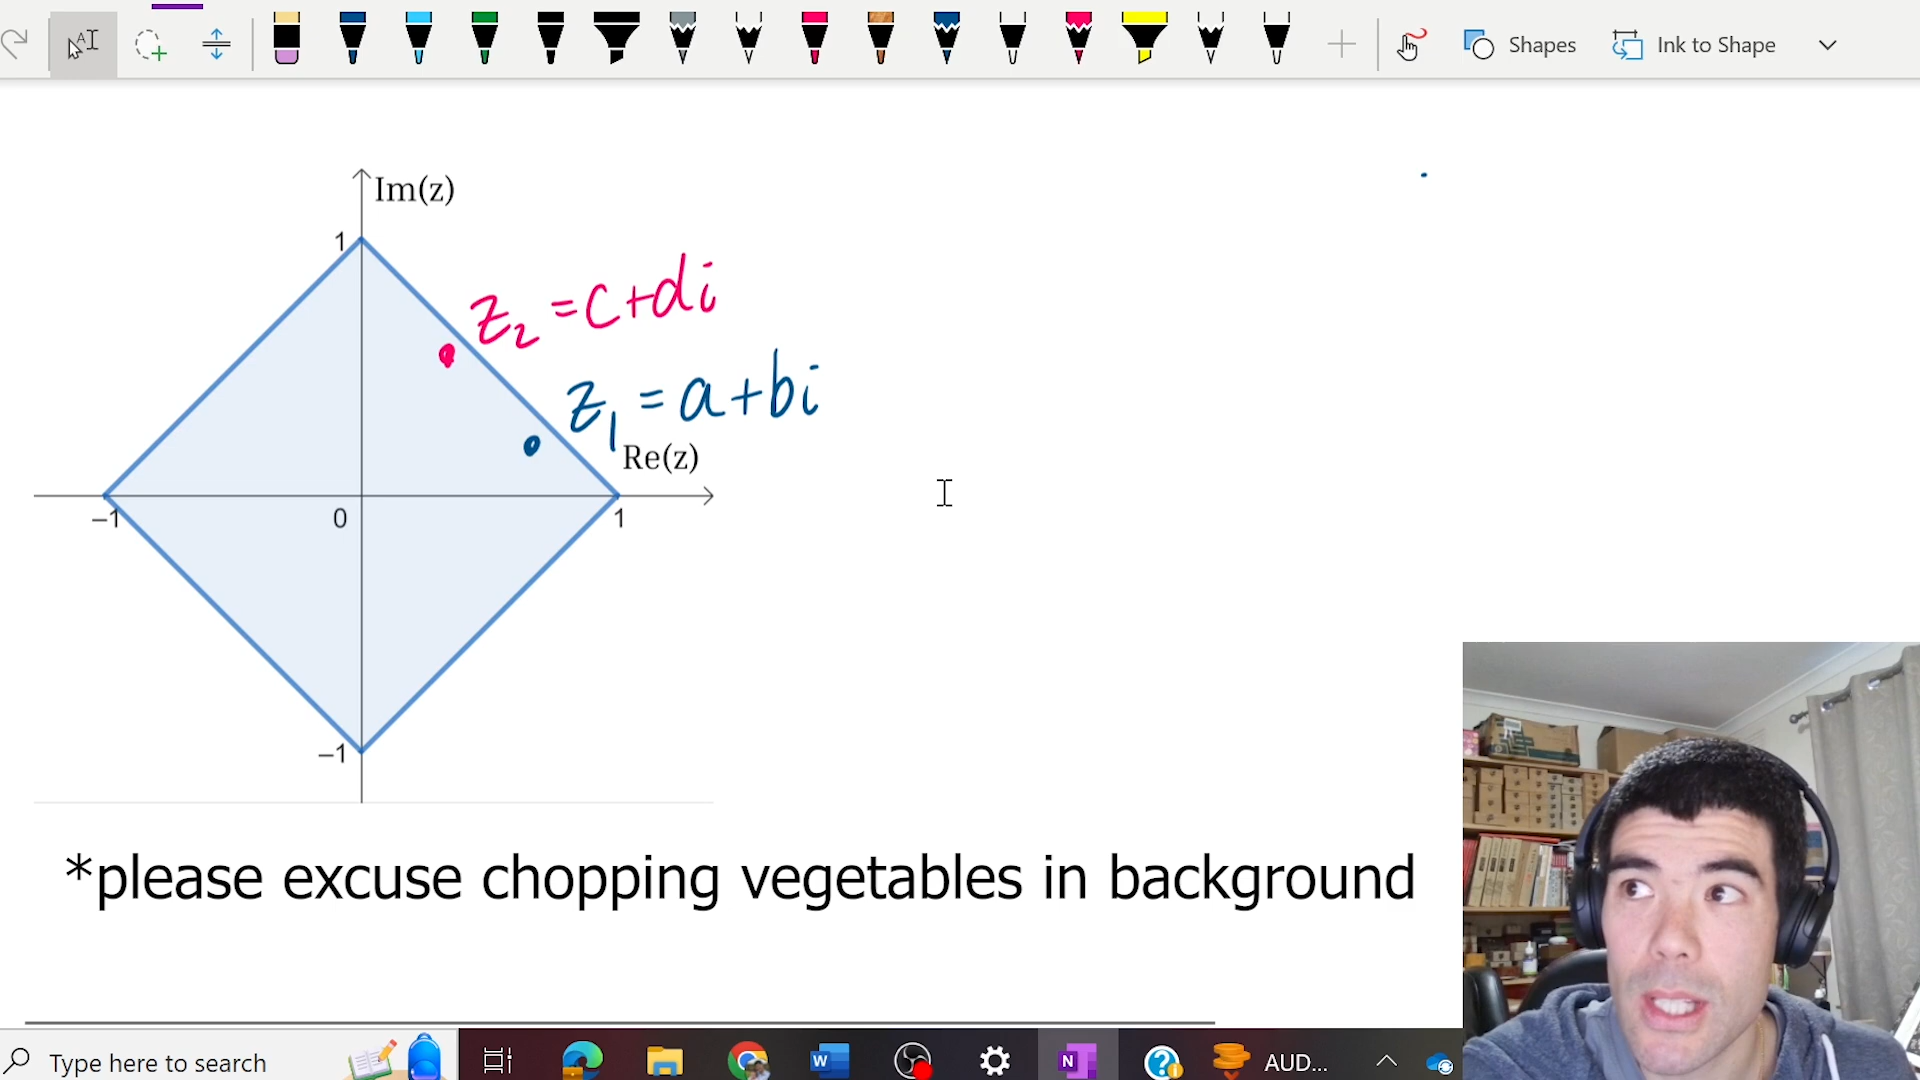 Shapes
Ink to Shape
Im(z)
1
z₂ = c+di
z₁ = a+bi
Re(z)
–1
0
1
–1
*please excuse chopping vegetables in background
Type here to search
AUD...